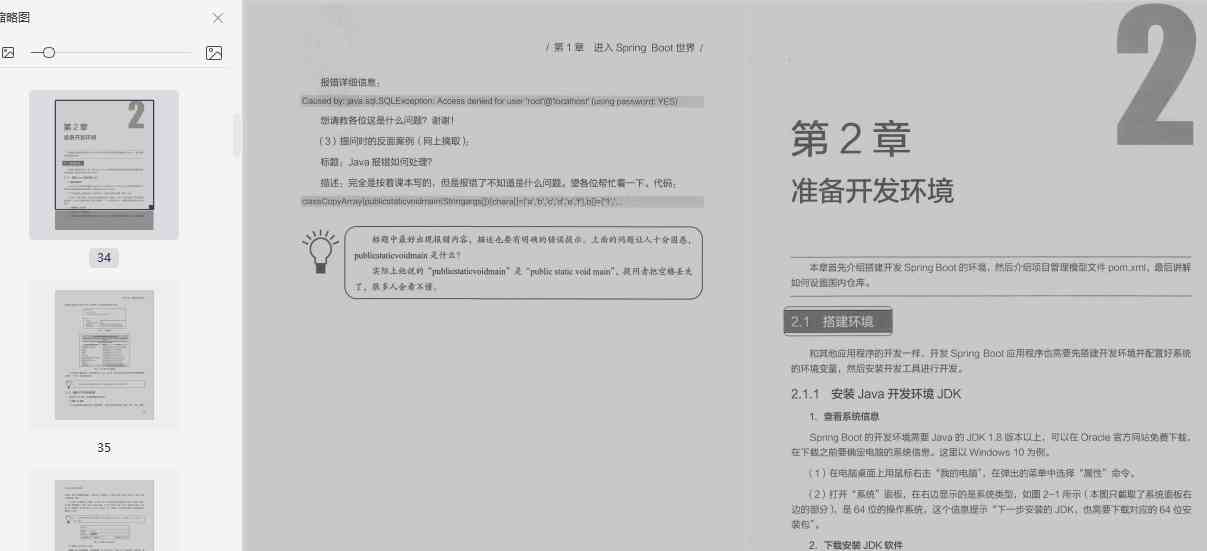 缩略图
34
35
/ 第 1 章 进入 Spring Boot 世界 /
报错详细信息：
Caused by: java.sql.SQLException: Access denied for user 'root'@'localhost' (using password: YES)
想请教各位这是什么问题？谢谢！
（3）提问时的反面案例（网上摘取）：
标题：Java 报错如何处理？
描述：完全是按着课本写的，但是报错了不知道是什么问题。望各位帮忙看一下。代码：
classCopyArray{publicstaticvoidmain(Stringargs[]){chara[]={'a','b','c','d','e','f'},b[]={'1','...
标题中最好出现报错内容，描述也要有明确的错误提示。上面的问题让人十分困惑，
publicstaticvoidmain 是什么？
实际上他说的“publicstaticvoidmain”是“public static void main”，提问者把空格丢失
了，很多人会看不懂。
2
第 2 章
准备开发环境
本章首先介绍搭建开发 Spring Boot 的环境，然后介绍项目管理模型文件 pom.xml，最后讲解
如何设置国内仓库。
2.1 搭建环境
和其他应用程序的开发一样，开发 Spring Boot 应用程序也需要先搭建开发环境并配置好系统
的环境变量，然后安装开发工具进行开发。
2.1.1 安装 Java 开发环境 JDK
1. 查看系统信息
Spring Boot 的开发环境需要 Java 的 JDK 1.8 版本以上，可以在 Oracle 官方网站免费下载。
在下载之前要确定电脑的系统信息。这里以 Windows 10 为例。
（1）在电脑桌面上用鼠标右击“我的电脑”，在弹出的菜单中选择“属性”命令。
（2）打开“系统”面板，在右边显示的是系统类型，如图 2-1 所示（本图只截取了系统面板右
边的部分），是 64 位的操作系统。这个信息提示“下一步安装的 JDK，也需要下载对应的 64 位安
装包”。
2. 下载安装 JDK 软件